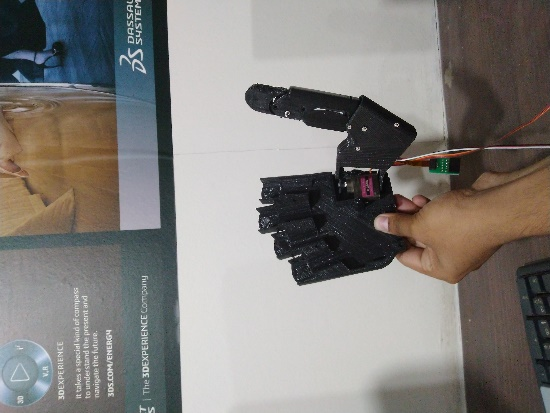 DASSAULT
SYSTEMES
The 3DEXPERIENCE Company
3DEXPERIENCE
It takes a special kind of compass
to understand the present and
navigate the future.
3DS.COM/ENERGY
3D
V.R